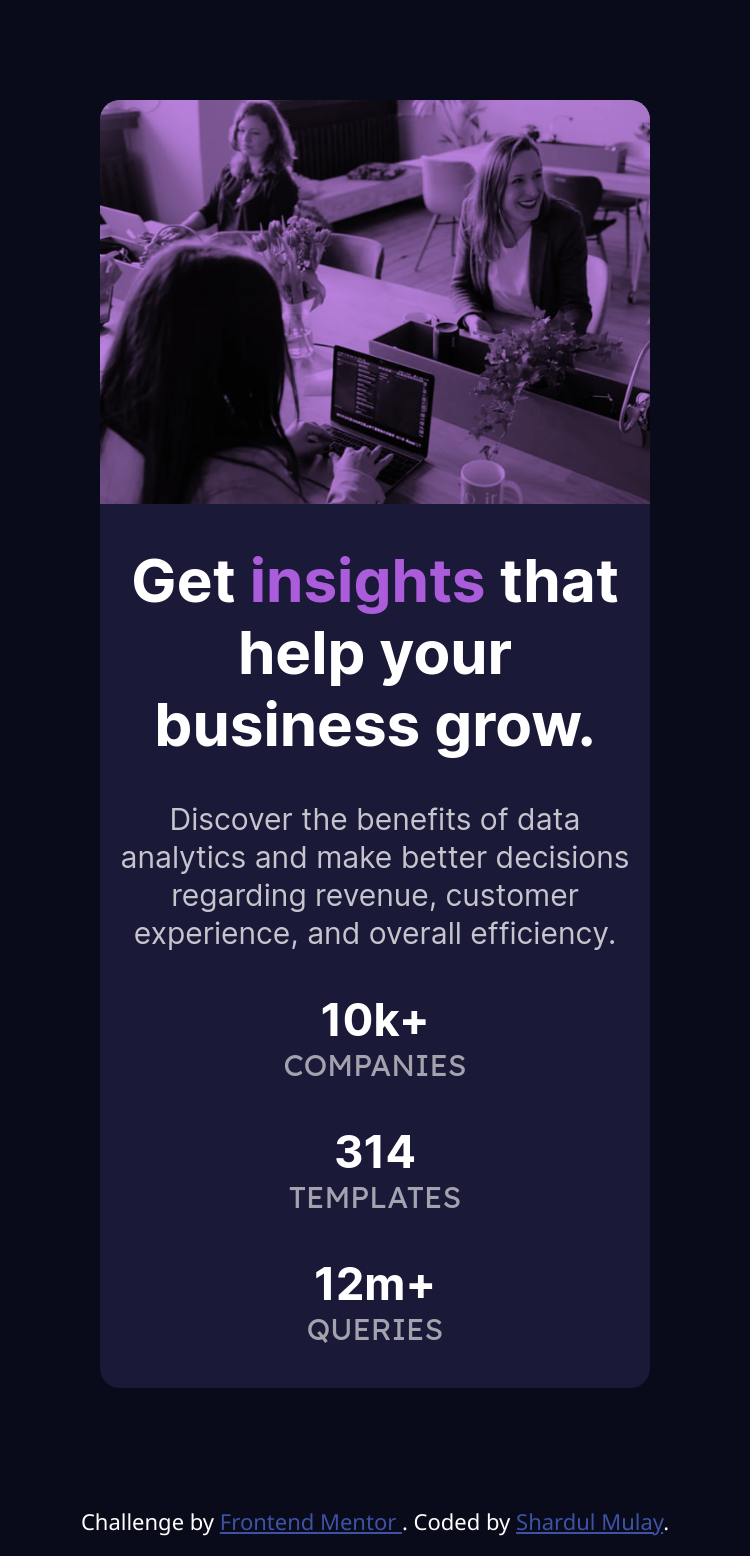 Get insights that
help your
business grow.
Discover the benefits of data
analytics and make better decisions
regarding revenue, customer
experience, and overall efficiency.
10k+
COMPANIES
314
TEMPLATES
12m+
QUERIES
Challenge by Frontend Mentor . Coded by Shardul Mulay.